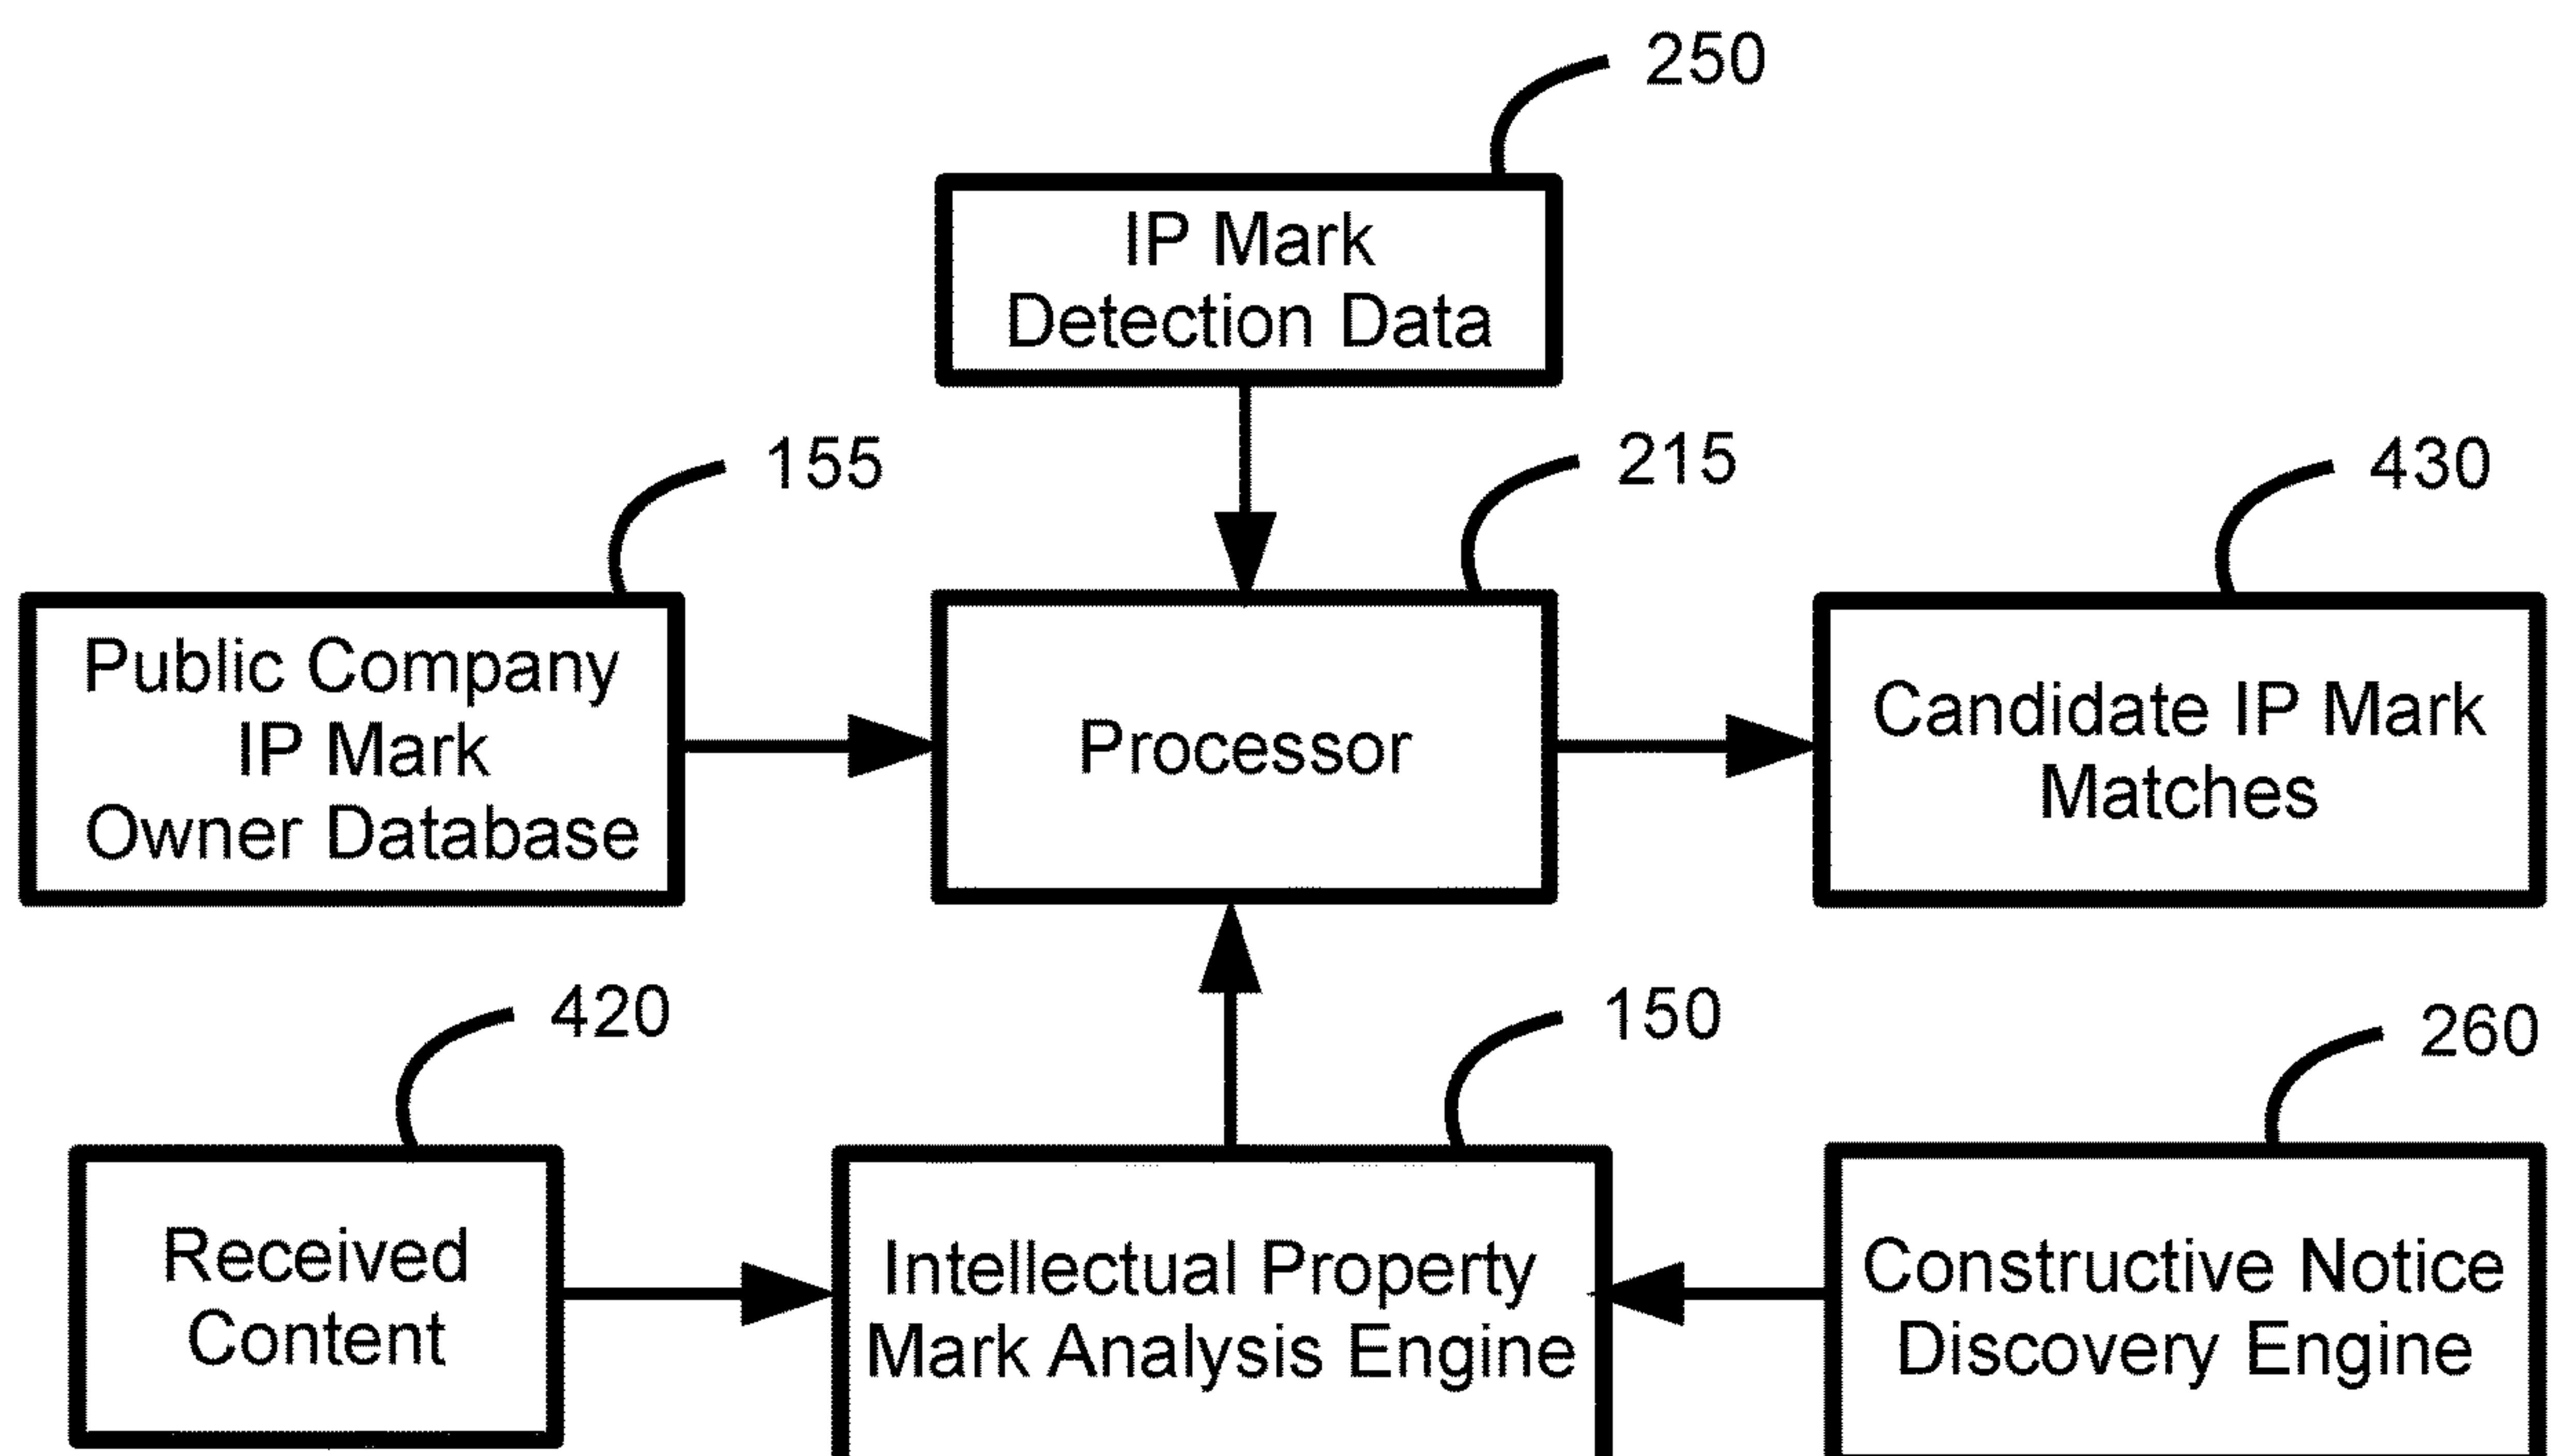 250
IP Mark
Detection Data
155
215
430
Public Company
IP Mark
Owner Database
Processor
Candidate IP Mark
Matches
420
150
260
Received
Content
Intellectual Property
Mark Analysis Engine
Constructive Notice
Discovery Engine